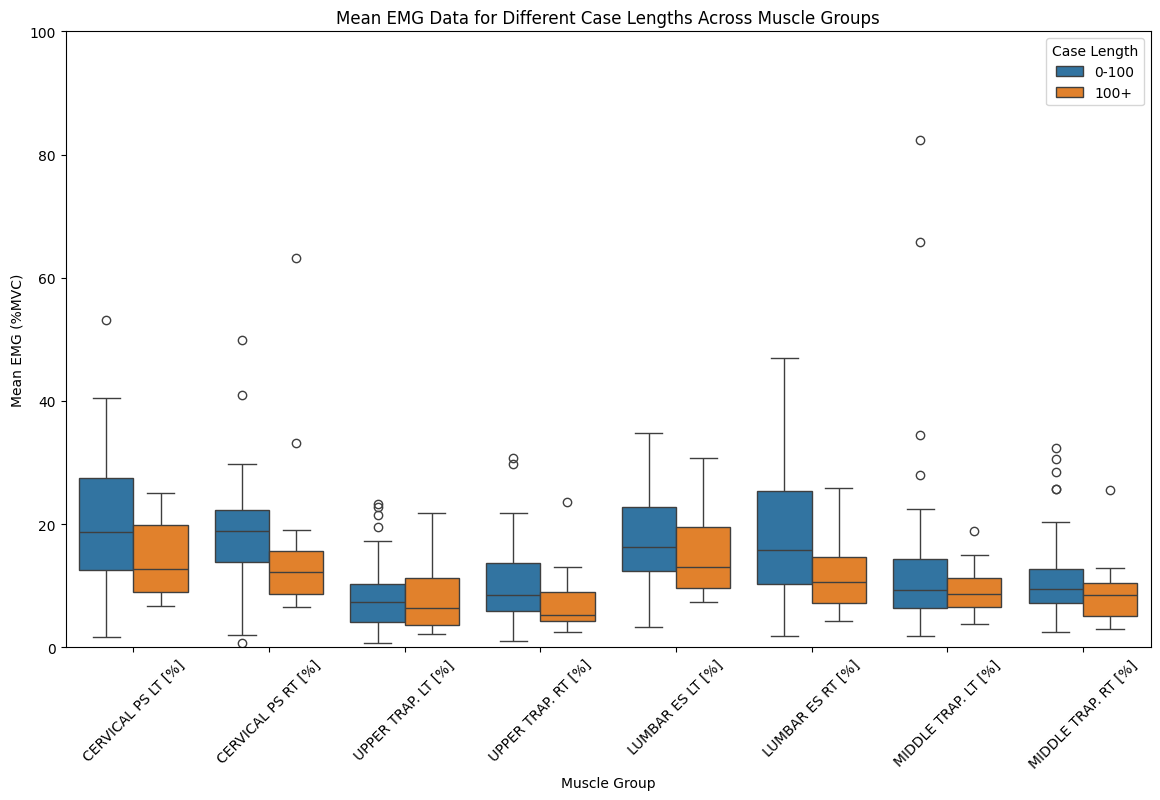 Mean EMG Data for Different Case Lengths Across Muscle Groups
Case Length
0-100
100+
100
80
60
40
20
0
Mean EMG (%MVC)
CERVICAL PS LT [%]
CERVICAL PS RT [%]
UPPER TRAP. LT [%]
UPPER TRAP. RT [%]
LUMBAR ES LT [%]
LUMBAR ES RT [%]
MIDDLE TRAP. LT [%]
MIDDLE TRAP. RT [%]
Muscle Group